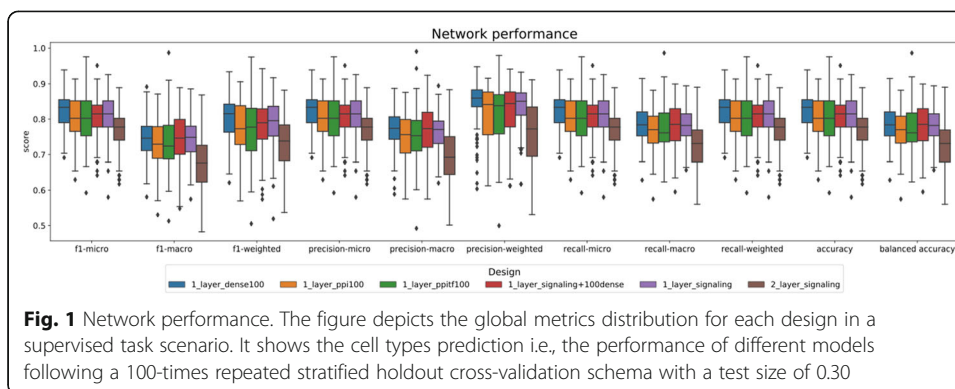 Network performance
1.0
0.9
0.8
0.7
0.6
0.5
score
f1-micro f1-macro f1-weighted precision-micro precision-macro precision-weighted recall-micro recall-macro recall-weighted accuracy balanced accuracy
Design
1_layer_dense100 1_layer_ppi100 1_layer_ppitf100 1_layer_signaling+100dense 1_layer_signaling 2_layer_signaling
Fig. 1 Network performance. The figure depicts the global metrics distribution for each design in a
supervised task scenario. It shows the cell types prediction i.e., the performance of different models
following a 100-times repeated stratified holdout cross-validation schema with a test size of 0.30